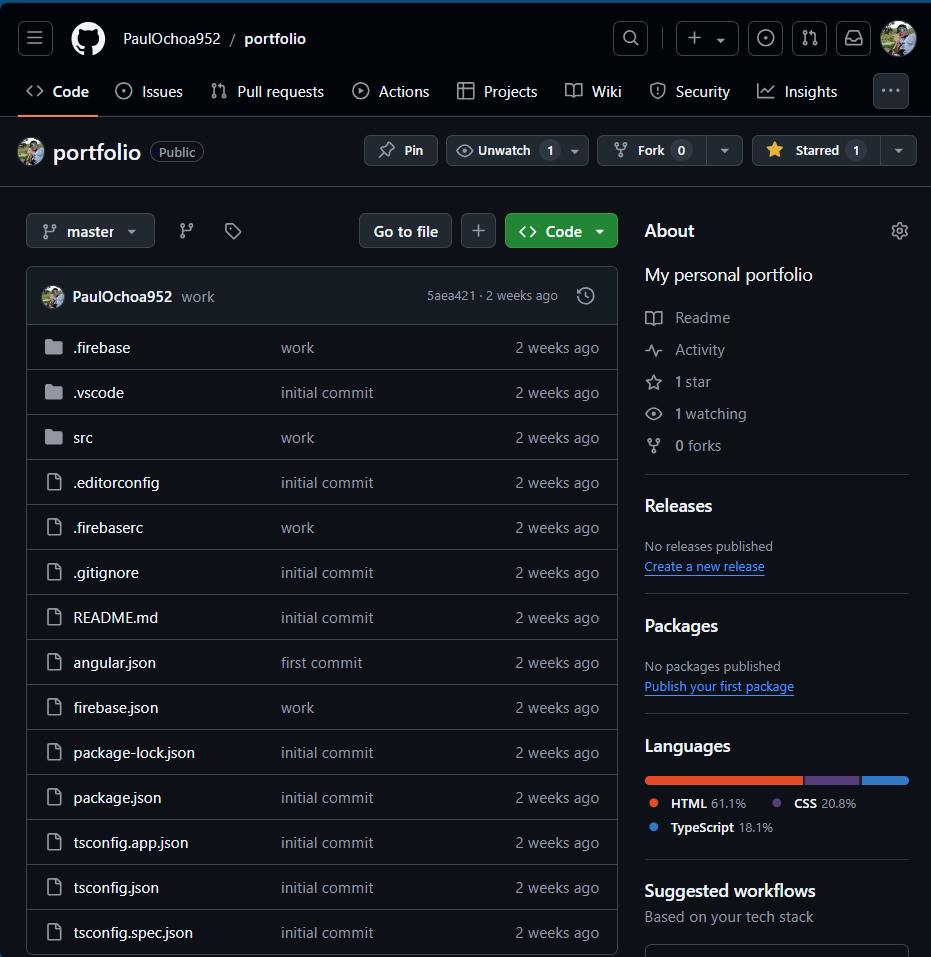 PaulOchoa952 / portfolio
Code Issues Pull requests Actions Projects Wiki Security Insights
portfolio Public Pin Unwatch 1 Fork 0 Starred 1
master Go to file Code
PaulOchoa952 work 5aea421 · 2 weeks ago
.firebase work 2 weeks ago
.vscode initial commit 2 weeks ago
src work 2 weeks ago
.editorconfig initial commit 2 weeks ago
.firebaserc work 2 weeks ago
.gitignore initial commit 2 weeks ago
README.md initial commit 2 weeks ago
angular.json first commit 2 weeks ago
firebase.json work 2 weeks ago
package-lock.json initial commit 2 weeks ago
package.json initial commit 2 weeks ago
tsconfig.app.json initial commit 2 weeks ago
tsconfig.json initial commit 2 weeks ago
tsconfig.spec.json initial commit 2 weeks ago
About
My personal portfolio
Readme
Activity
1 star
1 watching
0 forks
Releases
No releases published
Create a new release
Packages
No packages published
Publish your first package
Languages
HTML 61.1% CSS 20.8%
TypeScript 18.1%
Suggested workflows
Based on your tech stack